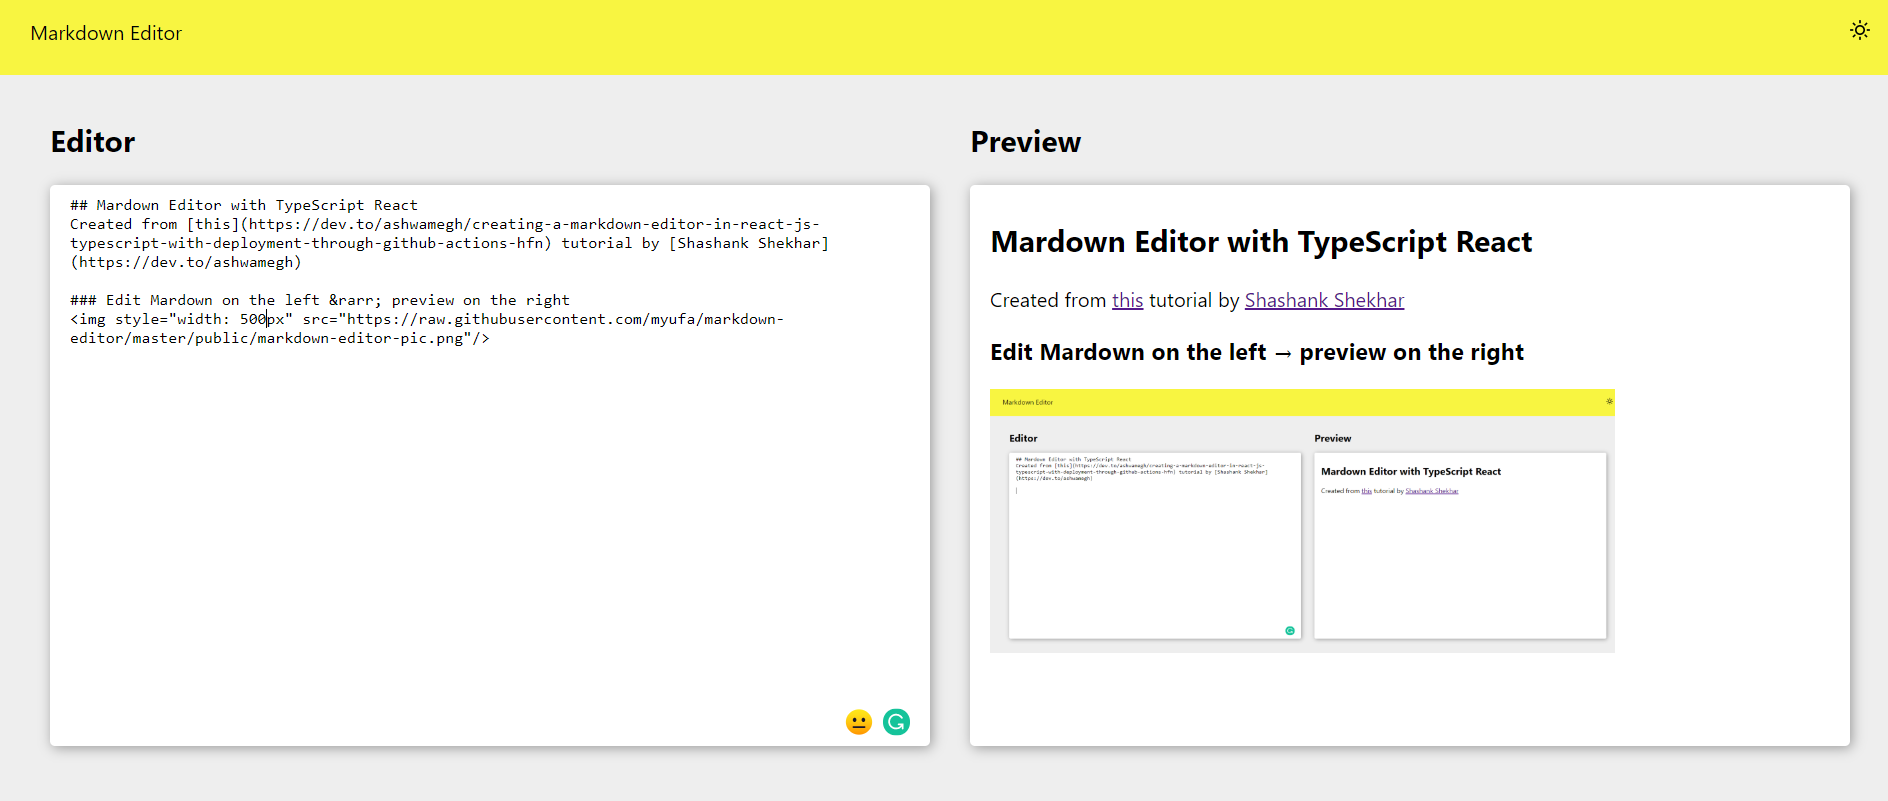 Markdown Editor
Editor
## Mardown Editor with TypeScript React
Created from [this](https://dev.to/ashwamegh/creating-a-markdown-editor-in-react-js-
typescript-with-deployment-through-github-actions-hfn) tutorial by [Shashank Shekhar]
(https://dev.to/ashwamegh)
### Edit Mardown on the left &rarr; preview on the right
<img style="width: 500px" src="https://raw.githubusercontent.com/myufa/markdown-
editor/master/public/markdown-editor-pic.png"/>
Preview
Mardown Editor with TypeScript React
Created from this tutorial by Shashank Shekhar
Edit Mardown on the left → preview on the right
Markdown Editor
Editor
## Mardown Editor with TypeScript React
Created from [this](https://dev.to/ashwamegh/creating-a-markdown-editor-in-react-js-
typescript-with-deployment-through-github-actions-hfn) tutorial by [Shashank Shekhar]
(https://dev.to/ashwamegh)
Preview
Mardown Editor with TypeScript React
Created from this tutorial by Shashank Shekhar